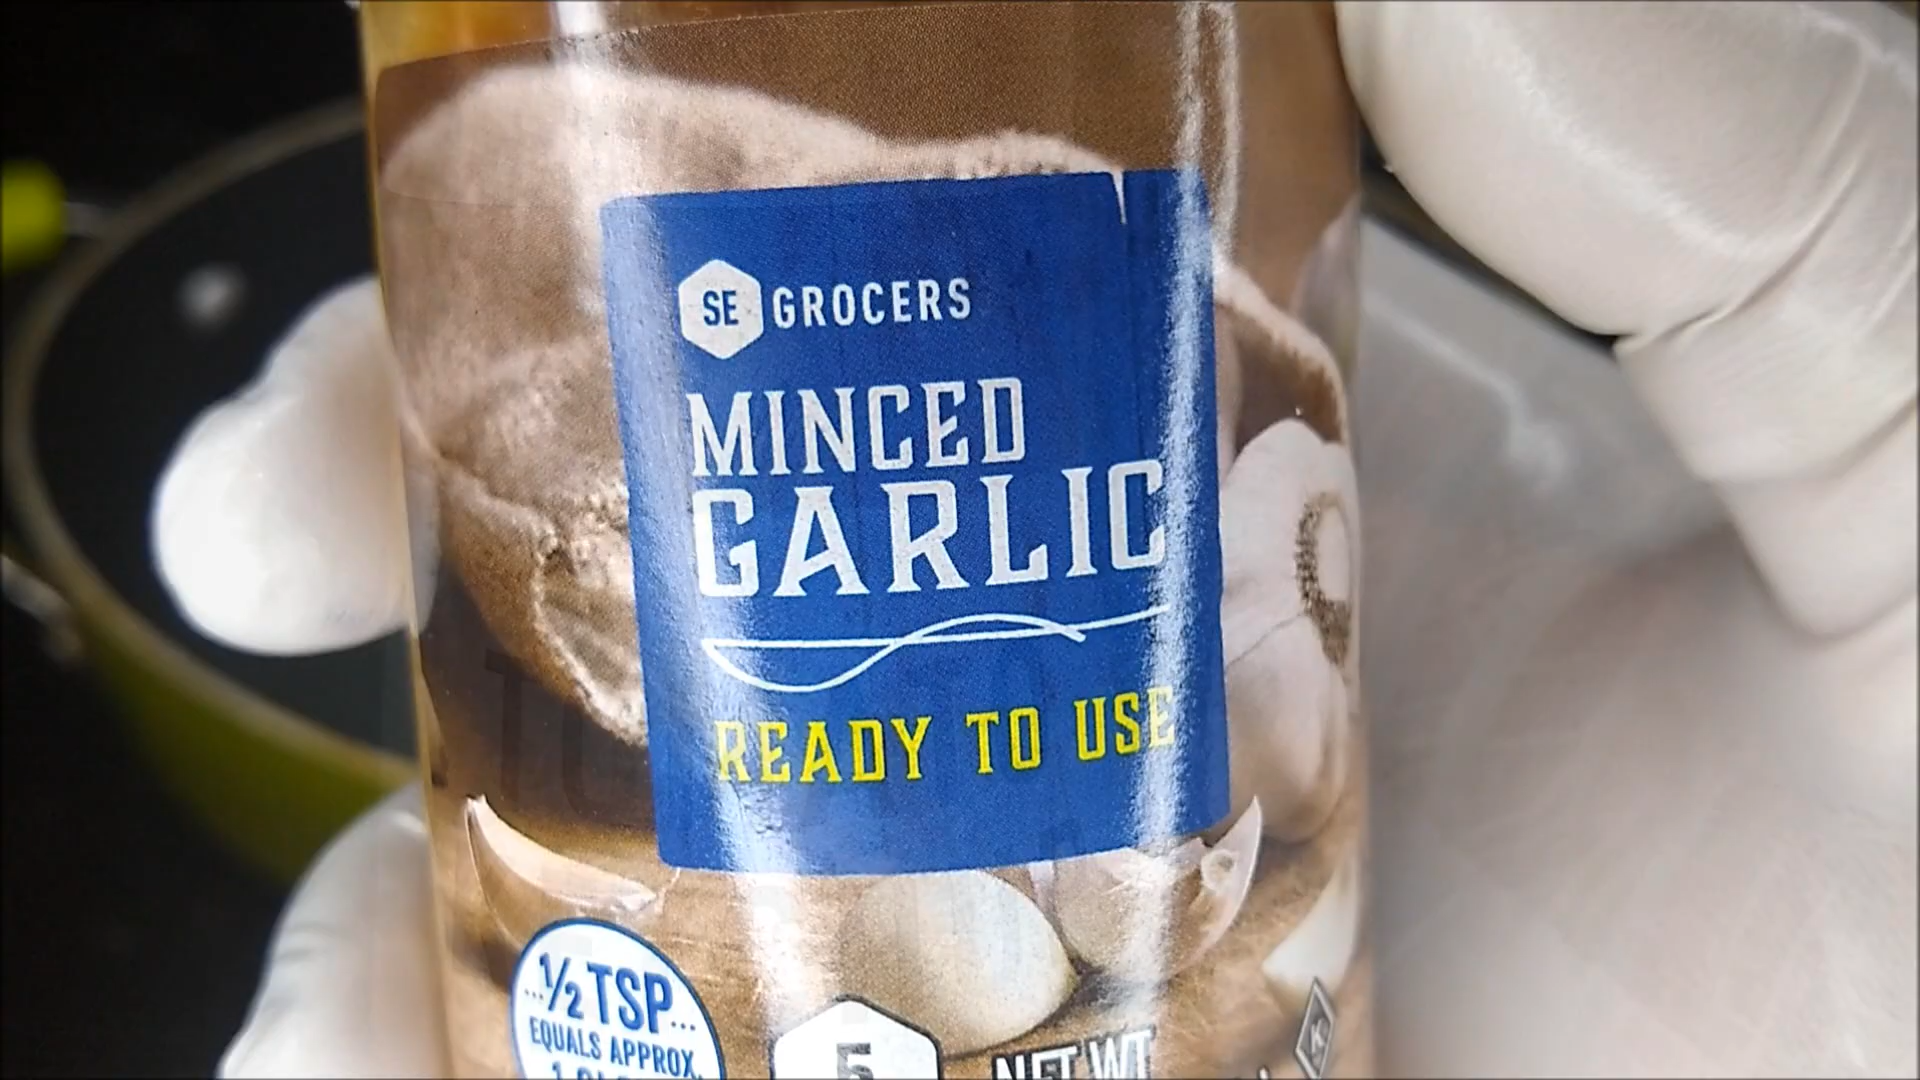 SE GROCERS
MINCED
GARLIC
READY TO USE
...½ TSP...
EQUALS APPROX.
5
NET WT
K